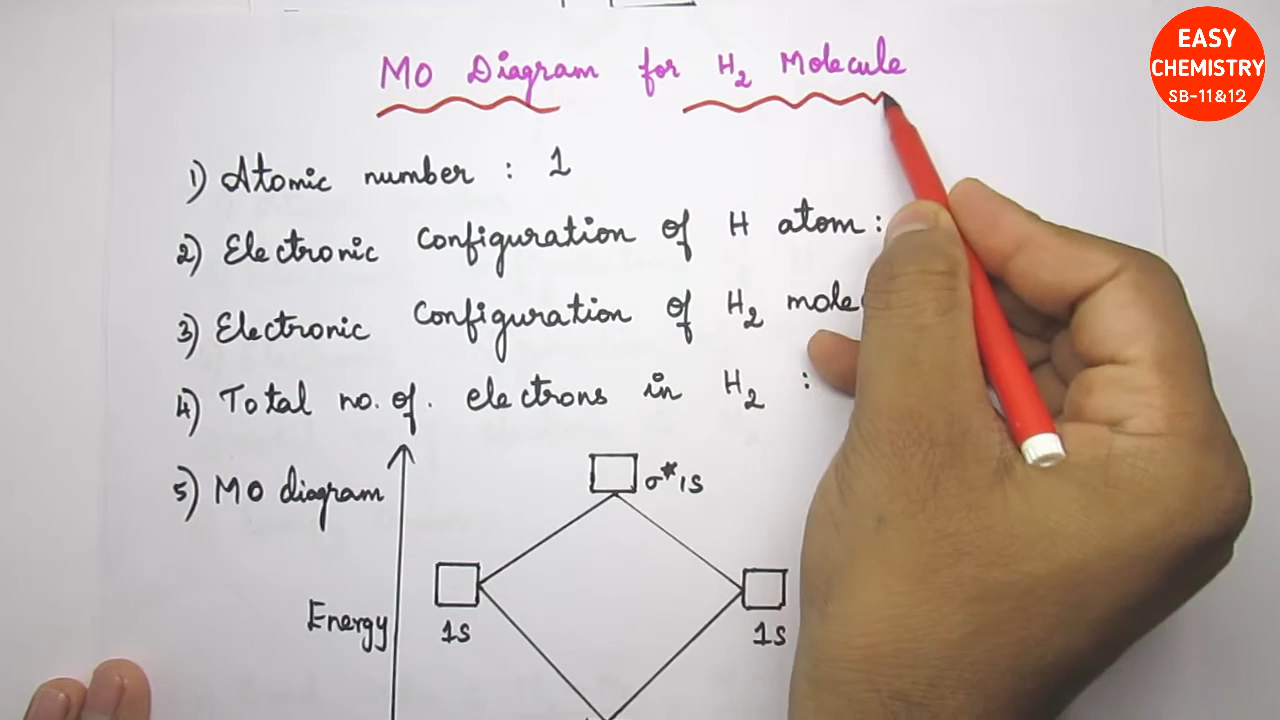 EASY
CHEMISTRY
SB-11&12
MO Diagram for H₂ Molecule
1) Atomic number : 1
2) Electronic Configuration of H atom :
3) Electronic Configuration of H₂ mole
4) Total no. of. electrons in H₂ :
5) MO diagram
σ*1S
Energy
1S
1S